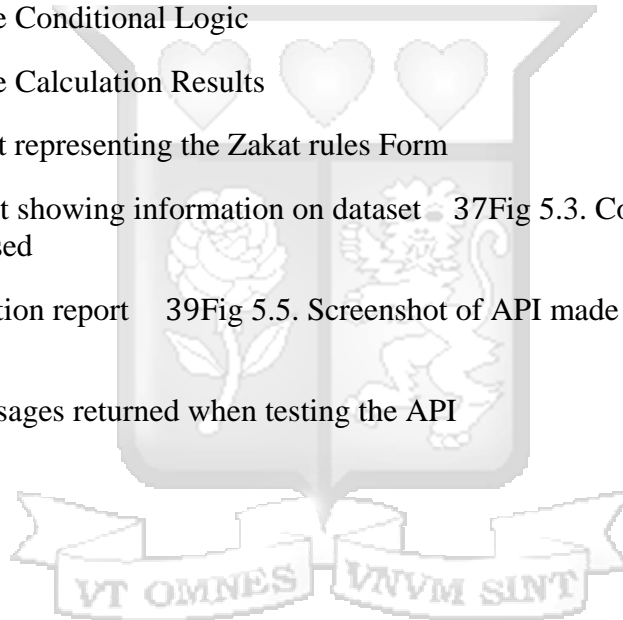 e Conditional Logic
e Calculation Results
t representing the Zakat rules Form
t showing information on dataset 37Fig 5.3. Co
sed
tion report 39Fig 5.5. Screenshot of API made
sages returned when testing the API
VT OMNES VNVM SINT